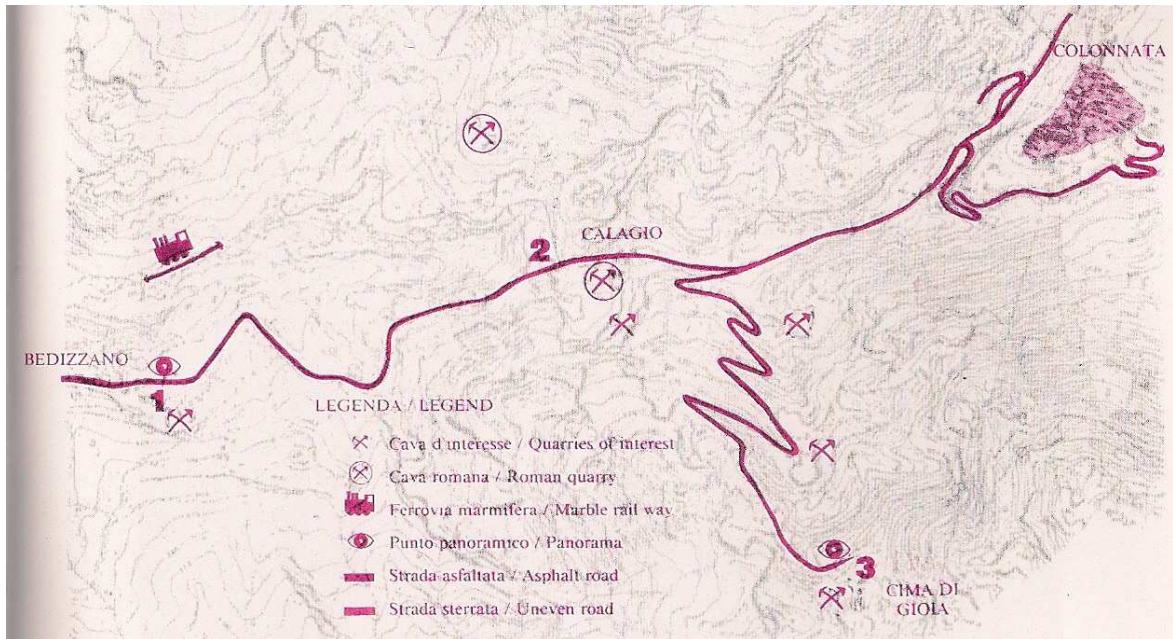 COLONNATA
2
CALAGIO
BEDIZZANO
1
LEGENDA / LEGEND
Cava d'interesse / Quarries of interest
Cava romana / Roman quarry
Ferrovia marmifera / Marble rail way
Punto panoramico / Panorama
Strada asfaltata / Asphalt road
Strada sterrata / Uneven road
3
CIMA DI
GIOIA